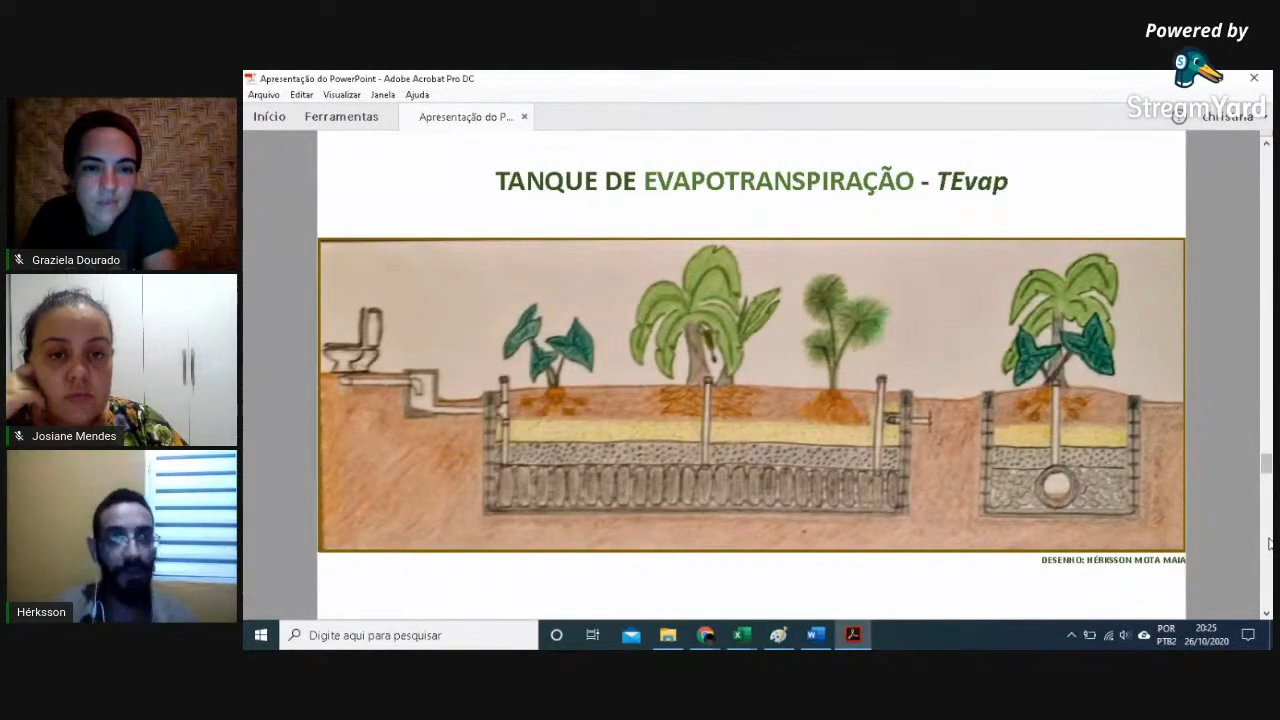 Powered by
StreamYard
Apresentação do PowerPoint - Adobe Acrobat Pro DC
Arquivo Editar Visualizar Janela Ajuda
Início Ferramentas Apresentação do P... christina
TANQUE DE EVAPOTRANSPIRAÇÃO - TEvap
Graziela Dourado
Josiane Mendes
DESENHO: HÉRKSSON MOTA MAIA
Hérksson
Digite aqui para pesquisar
POR
PTB2
20:25
26/10/2020